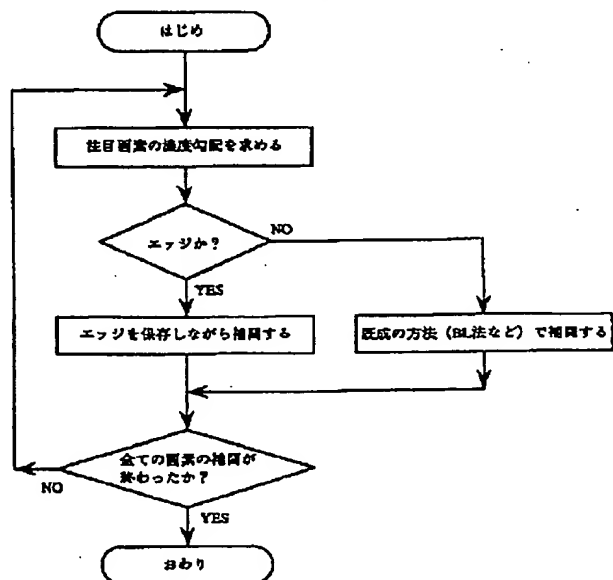 はじめ
注目画素の濃度勾配を求める
エッジか？
NO
YES
エッジを保存しながら補間する
既成の方法（BL法など）で補間する
全ての画素の補間が
終わったか？
NO
YES
おわり